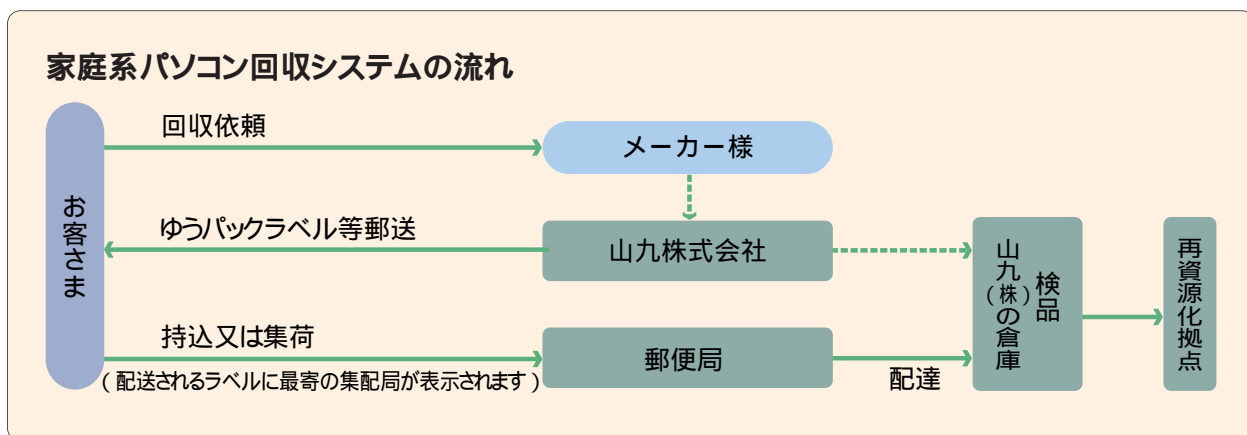 家庭系パソコン回収システムの流れ
お客さま
回収依頼
メーカー様
ゆうパックラベル等郵送
山九株式会社
持込又は集荷
(配送されるラベルに最寄の集配局が表示されます)
郵便局
配達
検品
山九(株)の倉庫
再資源化拠点